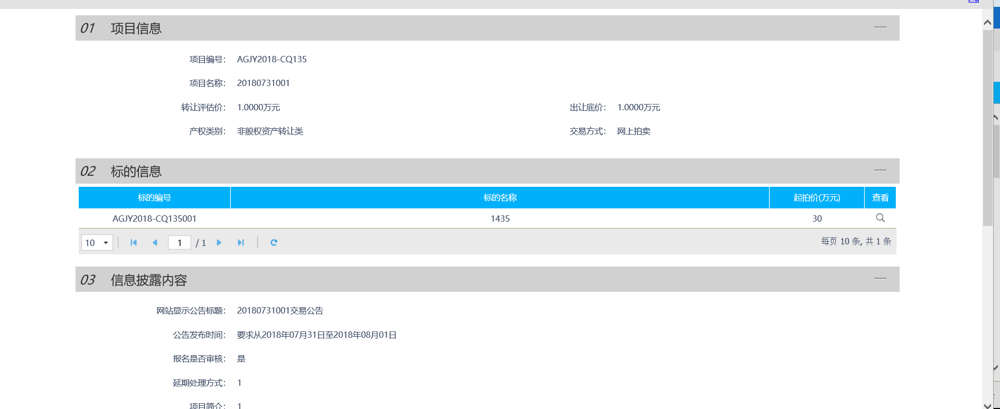 01 项目信息
项目编号： AGJY2018-CQ135
项目名称： 20180731001
转让评估价： 1.0000万元 出让底价： 1.0000万元
产权类别： 非股权资产转让类 交易方式： 网上拍卖
02 标的信息
标的编号 标的名称 起拍价(万元) 查看
AGJY2018-CQ135001 1435 30
10 1 / 1 每页 10 条, 共 1 条
03 信息披露内容
网站显示公告标题： 20180731001交易公告
公告发布时间： 要求从2018年07月31日至2018年08月01日
报名是否审核： 是
延期处理方式： 1
项目简介： 1